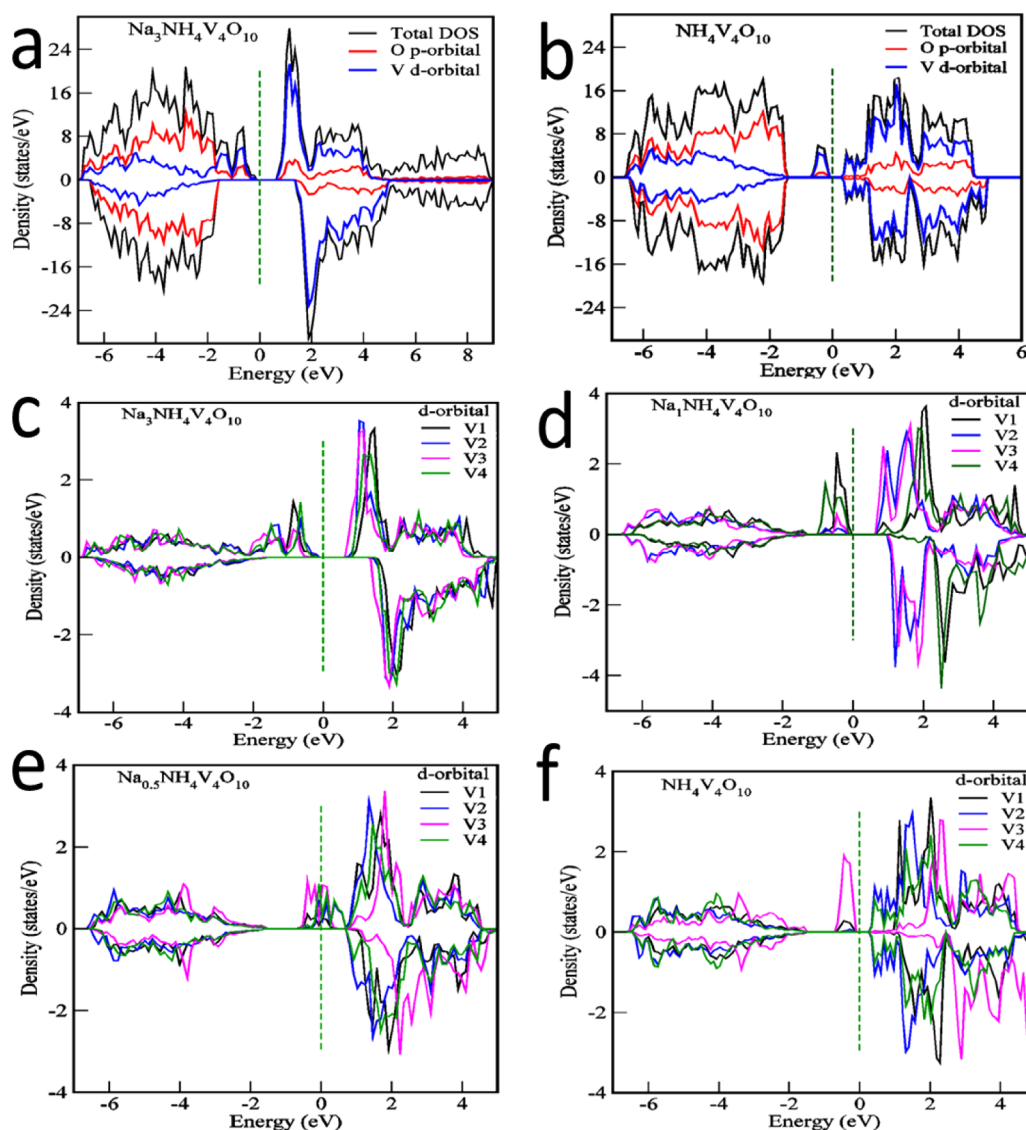 a
Na₃NH₄V₄O₁₀
Total DOS
O p-orbital
V d-orbital
Density (states/eV)
24
16
8
0
-8
-16
-24
-6 -4 -2 0 2 4 6 8
Energy (eV)
b
NH₄V₄O₁₀
Total DOS
O p-orbital
V d-orbital
Density (states/eV)
24
16
8
0
-8
-16
-24
-6 -4 -2 0 2 4 6
Energy (eV)
c
Na₃NH₄V₄O₁₀
d-orbital
V1
V2
V3
V4
Density (states/eV)
4
2
0
-2
-4
-6 -4 -2 0 2 4
Energy (eV)
d
Na₁NH₄V₄O₁₀
d-orbital
V1
V2
V3
V4
Density (states/eV)
4
2
0
-2
-4
-6 -4 -2 0 2 4
Energy (eV)
e
Na₀.₅NH₄V₄O₁₀
d-orbital
V1
V2
V3
V4
Density (states/eV)
4
2
0
-2
-4
-6 -4 -2 0 2 4
Energy (eV)
f
NH₄V₄O₁₀
d-orbital
V1
V2
V3
V4
Density (states/eV)
4
2
0
-2
-4
-6 -4 -2 0 2 4
Energy (eV)